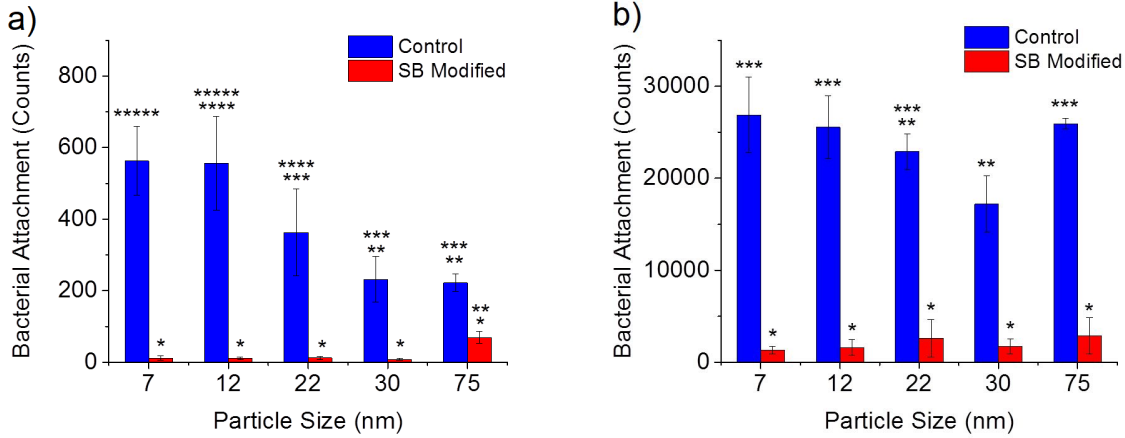 a)
Bacterial Attachment (Counts)
800
600
400
200
0
Control
SB Modified
*****
*
*****
****
*
****
***
*
***
**
*
***
**
**
*
7 12 22 30 75
Particle Size (nm)
b)
Bacterial Attachment (Counts)
30000
20000
10000
0
Control
SB Modified
***
*
***
*
***
**
*
**
*
***
*
7 12 22 30 75
Particle Size (nm)